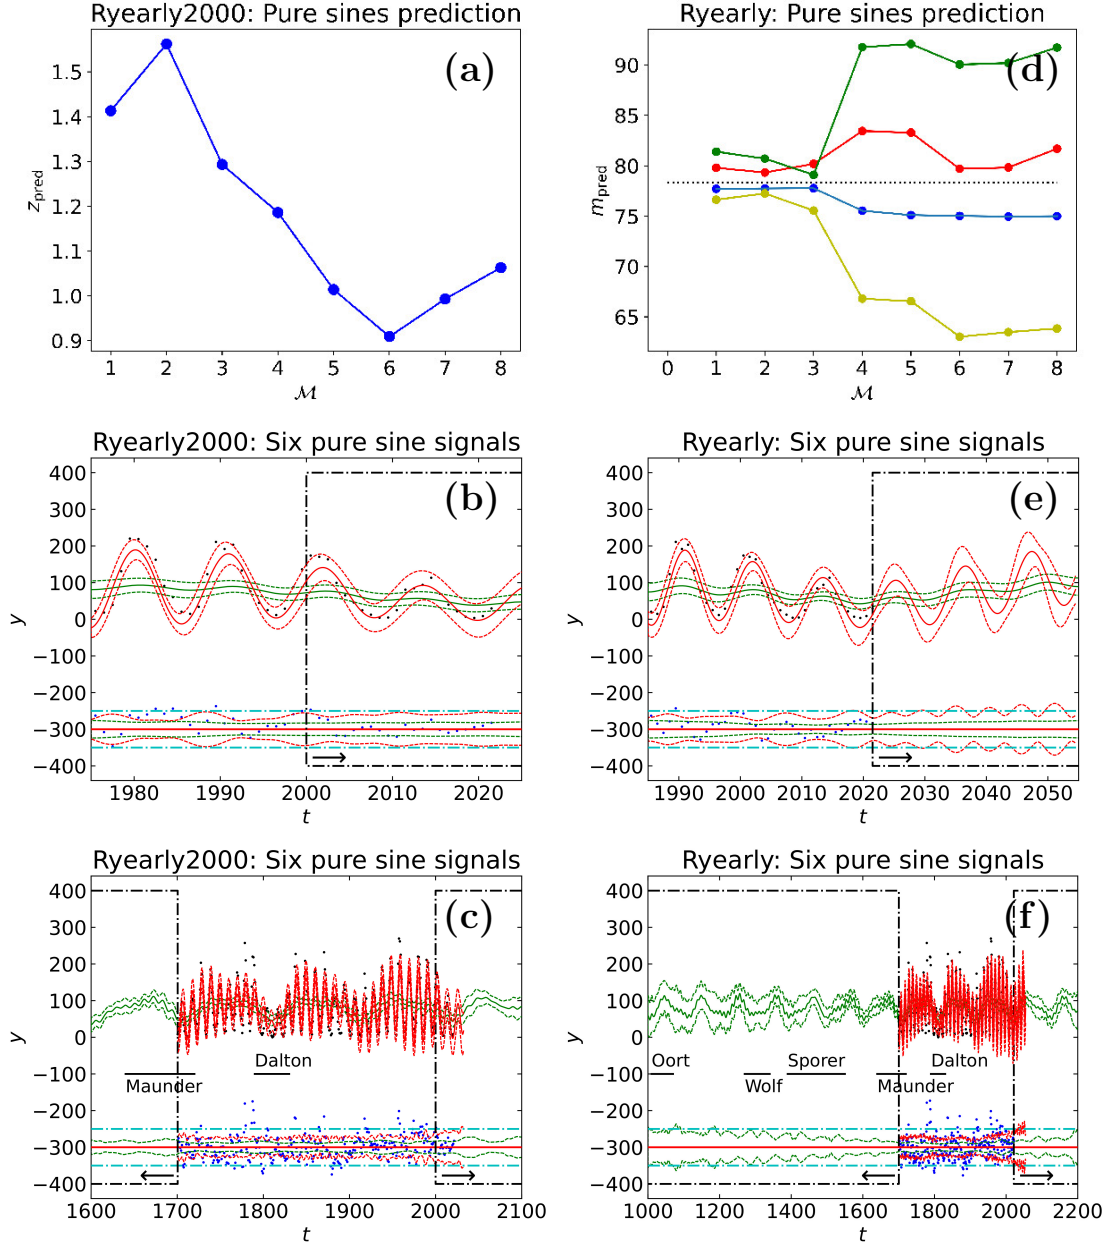 Ryearly2000: Pure sines prediction
(a)
z_pred
1.5
1.4
1.3
1.2
1.1
1.0
0.9
1 2 3 4 5 6 7 8
ℳ
Ryearly: Pure sines prediction
(d)
m_pred
90
85
80
75
70
65
0 1 2 3 4 5 6 7 8
ℳ
Ryearly2000: Six pure sine signals
(b)
y
400
300
200
100
0
−100
−200
−300
−400
1980 1990 2000 2010 2020
t
Ryearly: Six pure sine signals
(e)
y
400
300
200
100
0
−100
−200
−300
−400
1990 2000 2010 2020 2030 2040 2050
t
Ryearly2000: Six pure sine signals
(c)
y
400
300
200
100
0
−100
−200
−300
−400
Dalton
Maunder
1600 1700 1800 1900 2000 2100
t
Ryearly: Six pure sine signals
(f)
y
400
300
200
100
0
−100
−200
−300
−400
Oort Sporer Dalton
Wolf Maunder
1000 1200 1400 1600 1800 2000 2200
t